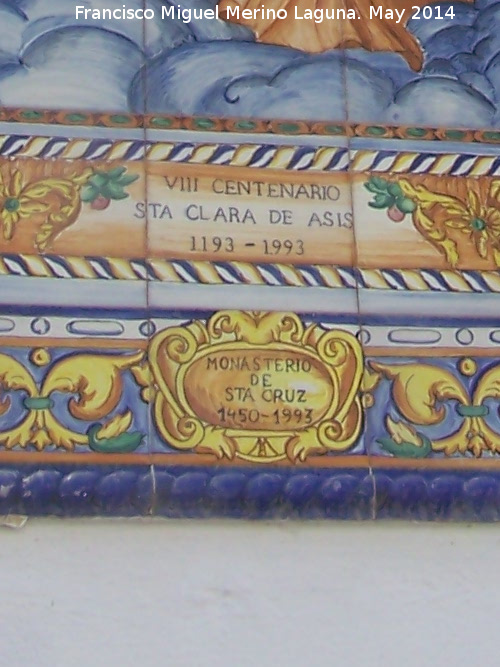 Francisco Miguel Merino Laguna. May 2014
VIII CENTENARIO
STA CLARA DE ASIS
1193 - 1993
MONASTERIO
DE
STA CRUZ
1450-1993